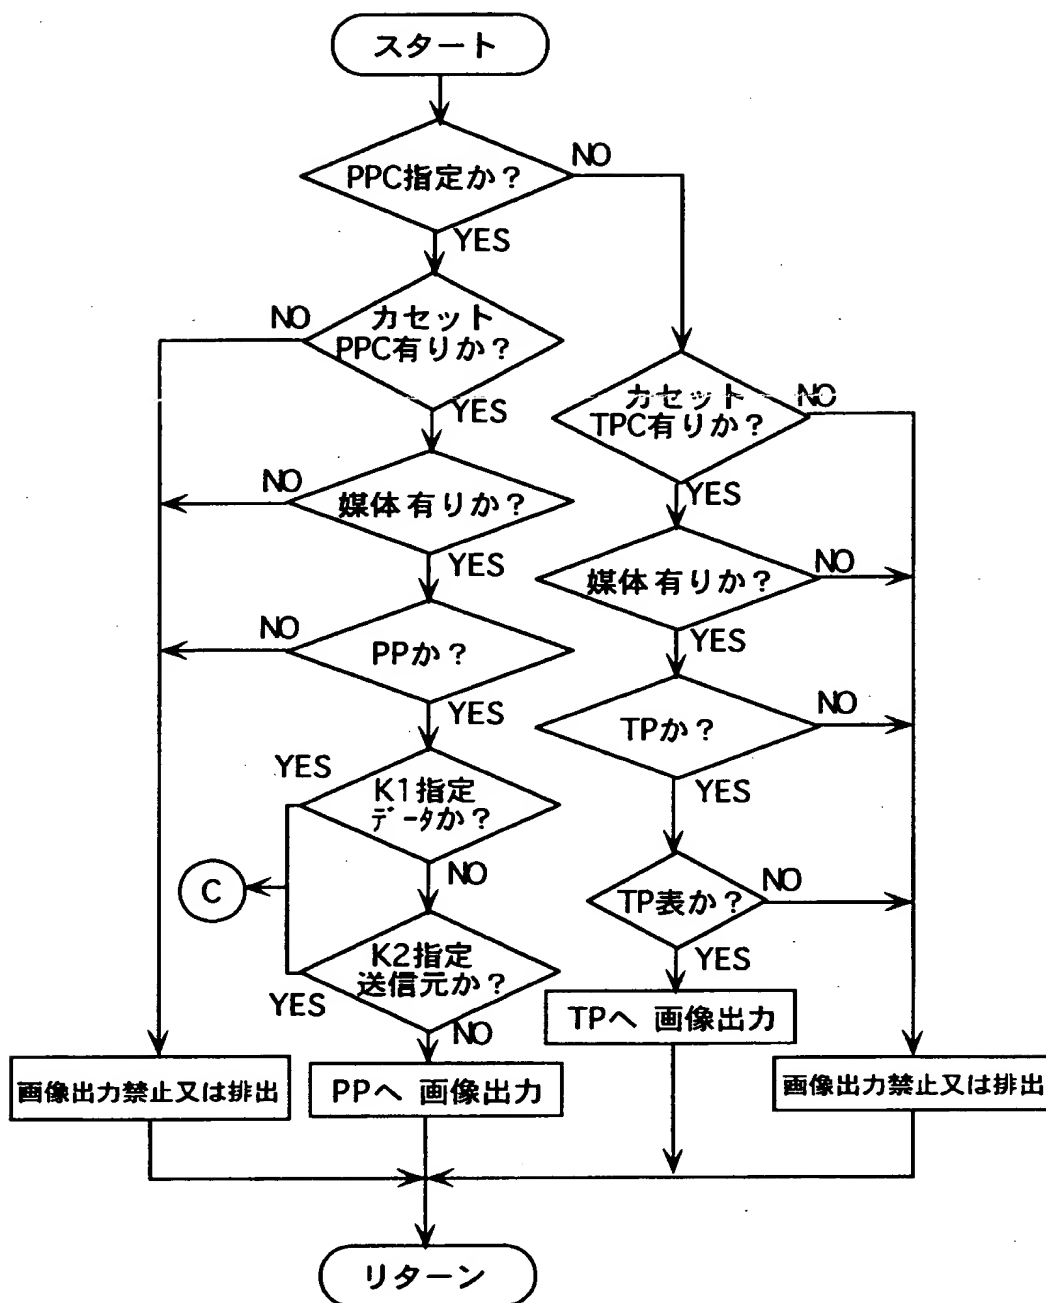 スタート
PPC指定か？
NO
YES
カセット
PPC有りか？
NO
YES
カセット
TPC有りか？
NO
YES
媒体有りか？
NO
YES
媒体有りか？
NO
YES
PPか？
NO
YES
TPか？
NO
YES
K1指定
データか？
YES
NO
C
TP表か？
NO
YES
K2指定
送信元か？
YES
NO
TPへ 画像出力
画像出力禁止又は排出
PPへ 画像出力
画像出力禁止又は排出
リターン